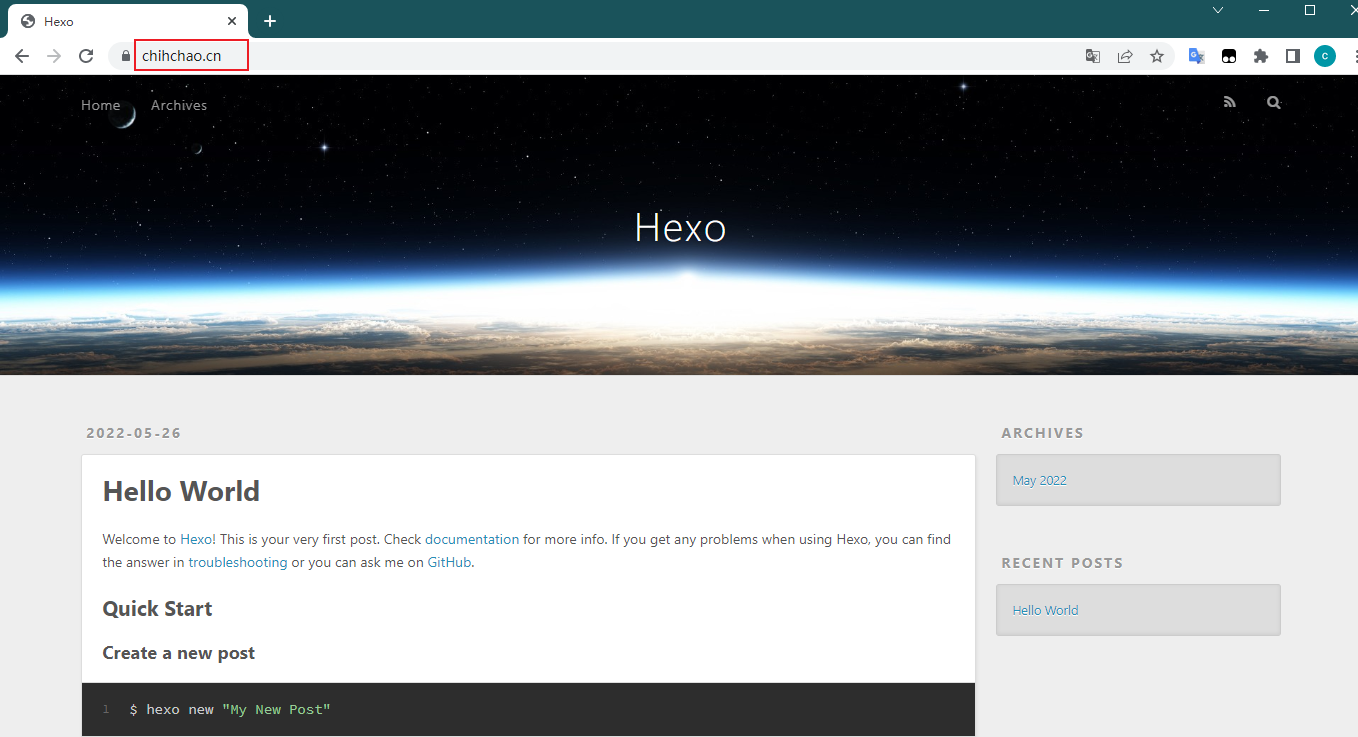 Hexo
chihchao.cn
c
Home Archives
Hexo
2022-05-26
Hello World
Welcome to Hexo! This is your very first post. Check documentation for more info. If you get any problems when using Hexo, you can find
the answer in troubleshooting or you can ask me on GitHub.
Quick Start
Create a new post
1 $ hexo new "My New Post"
ARCHIVES
May 2022
RECENT POSTS
Hello World